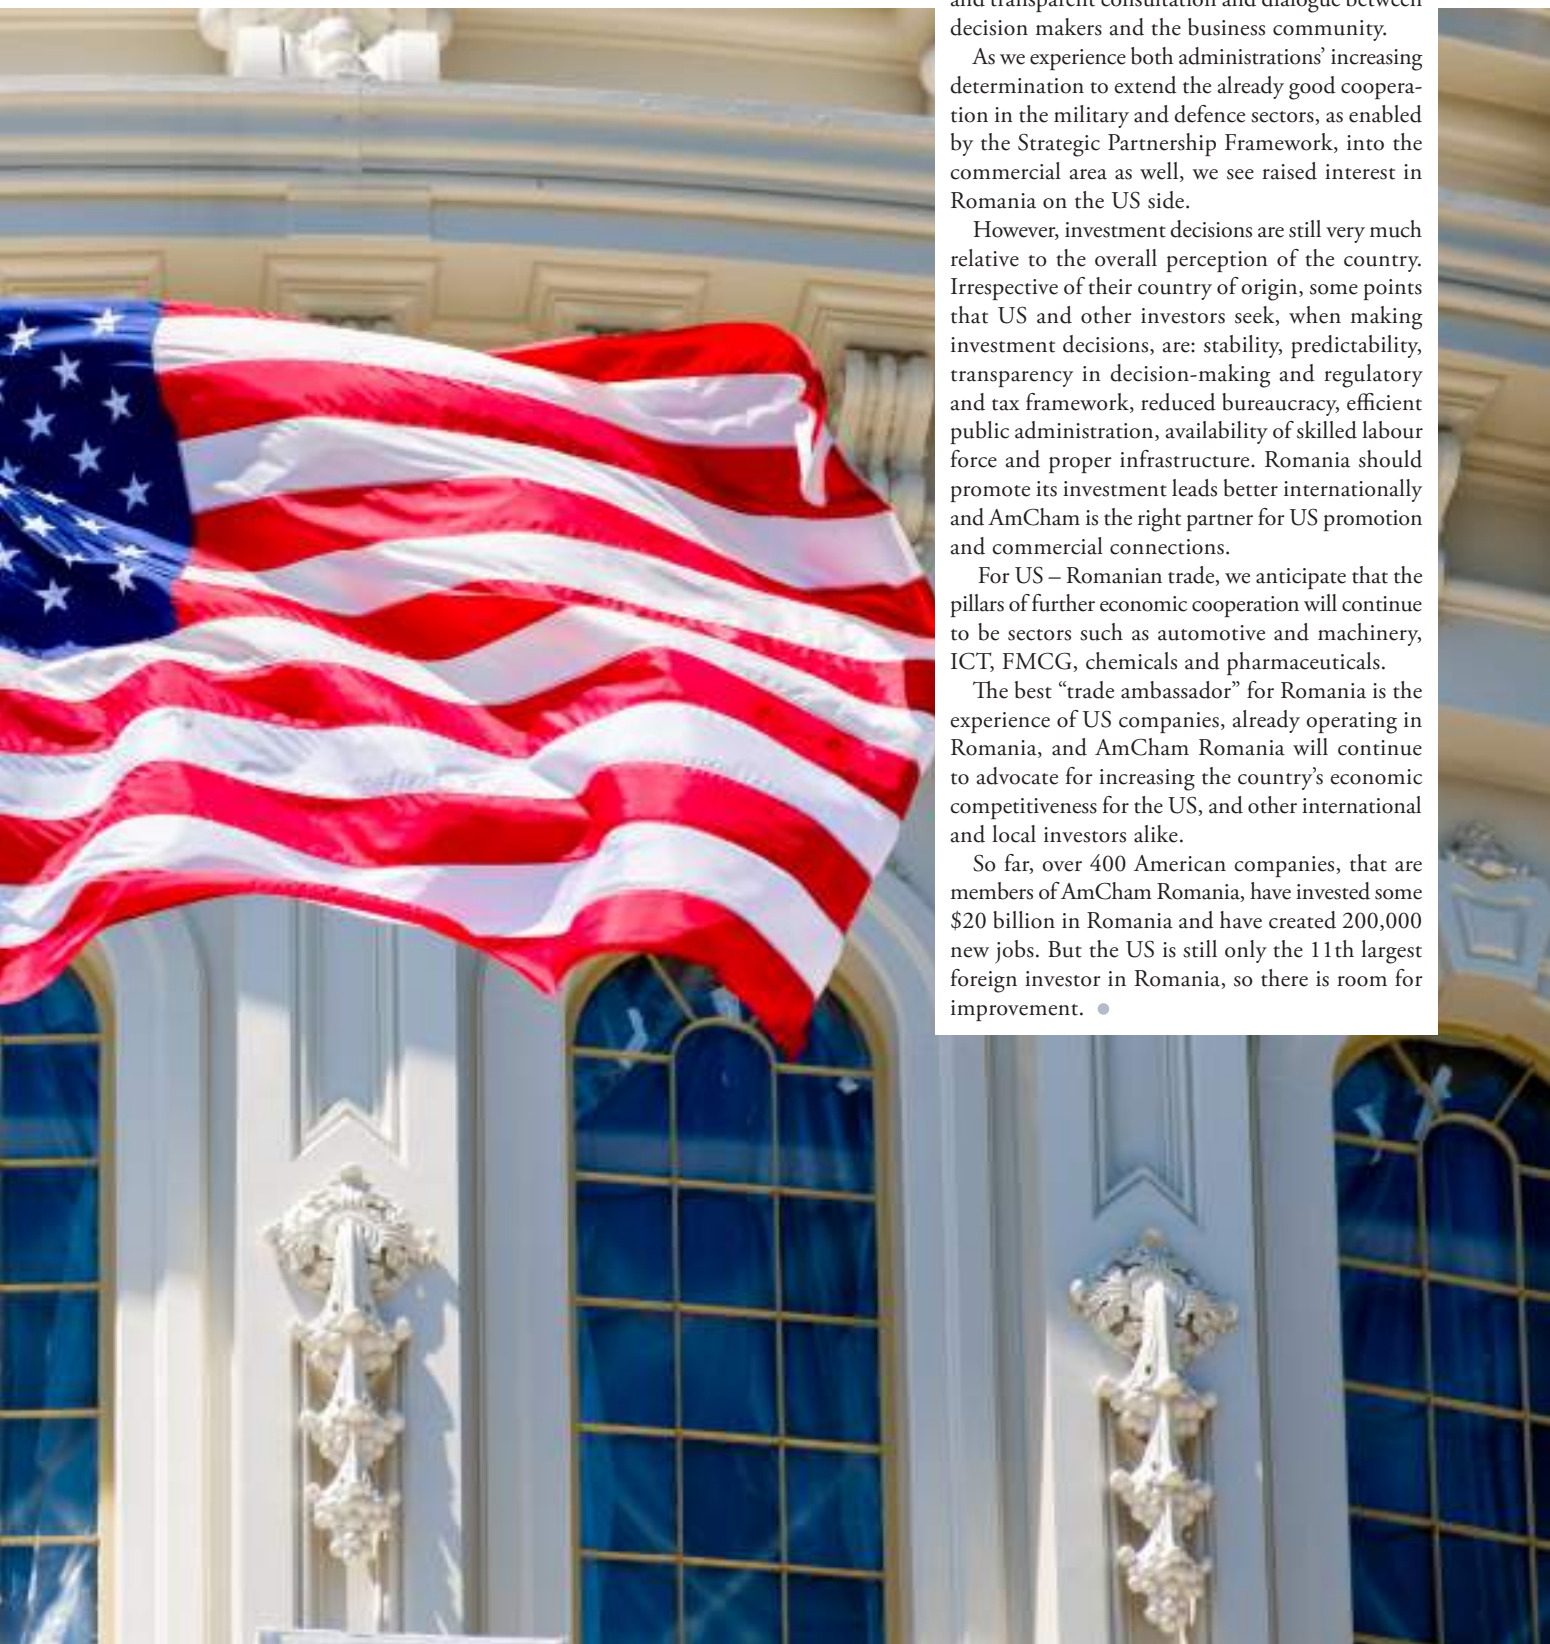 and transparent consultation and dialogue between
decision makers and the business community.
As we experience both administrations’ increasing
determination to extend the already good coopera-
tion in the military and defence sectors, as enabled
by the Strategic Partnership Framework, into the
commercial area as well, we see raised interest in
Romania on the US side.
However, investment decisions are still very much
relative to the overall perception of the country.
Irrespective of their country of origin, some points
that US and other investors seek, when making
investment decisions, are: stability, predictability,
transparency in decision-making and regulatory
and tax framework, reduced bureaucracy, efficient
public administration, availability of skilled labour
force and proper infrastructure. Romania should
promote its investment leads better internationally
and AmCham is the right partner for US promotion
and commercial connections.
For US – Romanian trade, we anticipate that the
pillars of further economic cooperation will continue
to be sectors such as automotive and machinery,
ICT, FMCG, chemicals and pharmaceuticals.
The best “trade ambassador” for Romania is the
experience of US companies, already operating in
Romania, and AmCham Romania will continue
to advocate for increasing the country’s economic
competitiveness for the US, and other international
and local investors alike.
So far, over 400 American companies, that are
members of AmCham Romania, have invested some
$20 billion in Romania and have created 200,000
new jobs. But the US is still only the 11th largest
foreign investor in Romania, so there is room for
improvement.